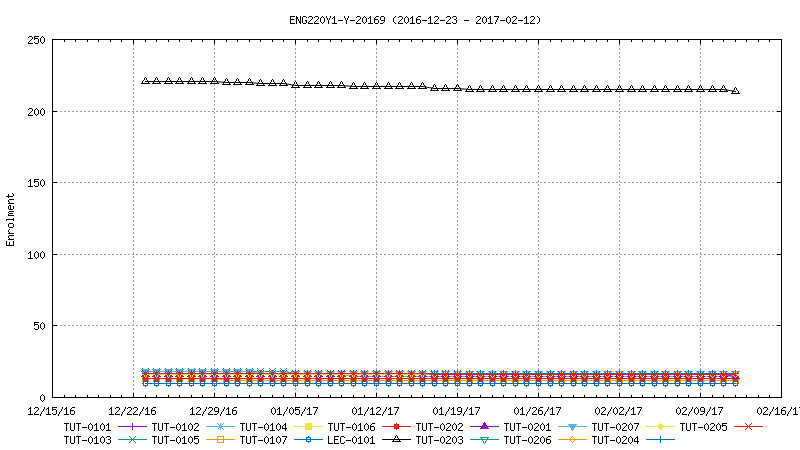 ENG220Y1-Y-20169 (2016-12-23 - 2017-02-12)
250
200
150
100
50
0
Enrolment
12/15/16 12/22/16 12/29/16 01/05/17 01/12/17 01/19/17 01/26/17 02/02/17 02/09/17 02/16/17
TUT-0101 TUT-0102 TUT-0104 TUT-0106 TUT-0202 TUT-0201 TUT-0207 TUT-0205
TUT-0103 TUT-0105 TUT-0107 LEC-0101 TUT-0203 TUT-0206 TUT-0204